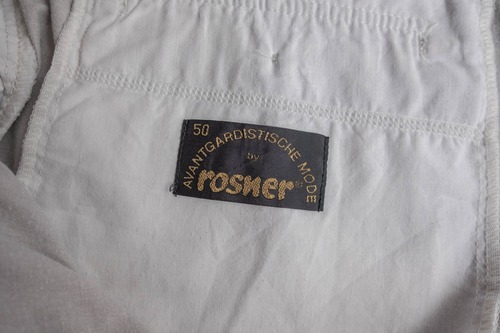 50
AVANTGARDISTISCHE MODE
by
rosner®